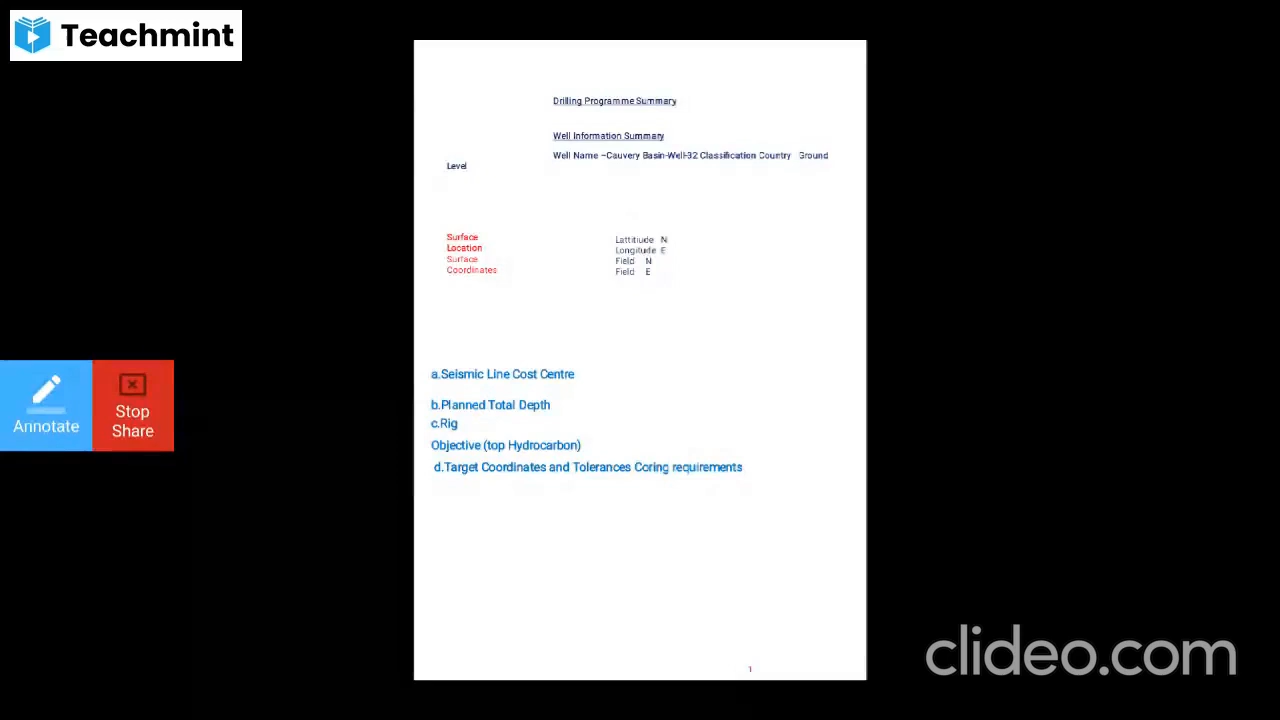 Teachmint
Drilling Programme Summary
Well Information Summary
Well Name –Cauvery Basin-Well-32 Classification Country Ground
Level
Surface
Location
Surface
Coordinates
Lattitiude N
Longitude E
Field N
Field E
a.Seismic Line Cost Centre
b.Planned Total Depth
c.Rig
Objective (top Hydrocarbon)
d.Target Coordinates and Tolerances Coring requirements
Annotate
Stop
Share
1
clideo.com